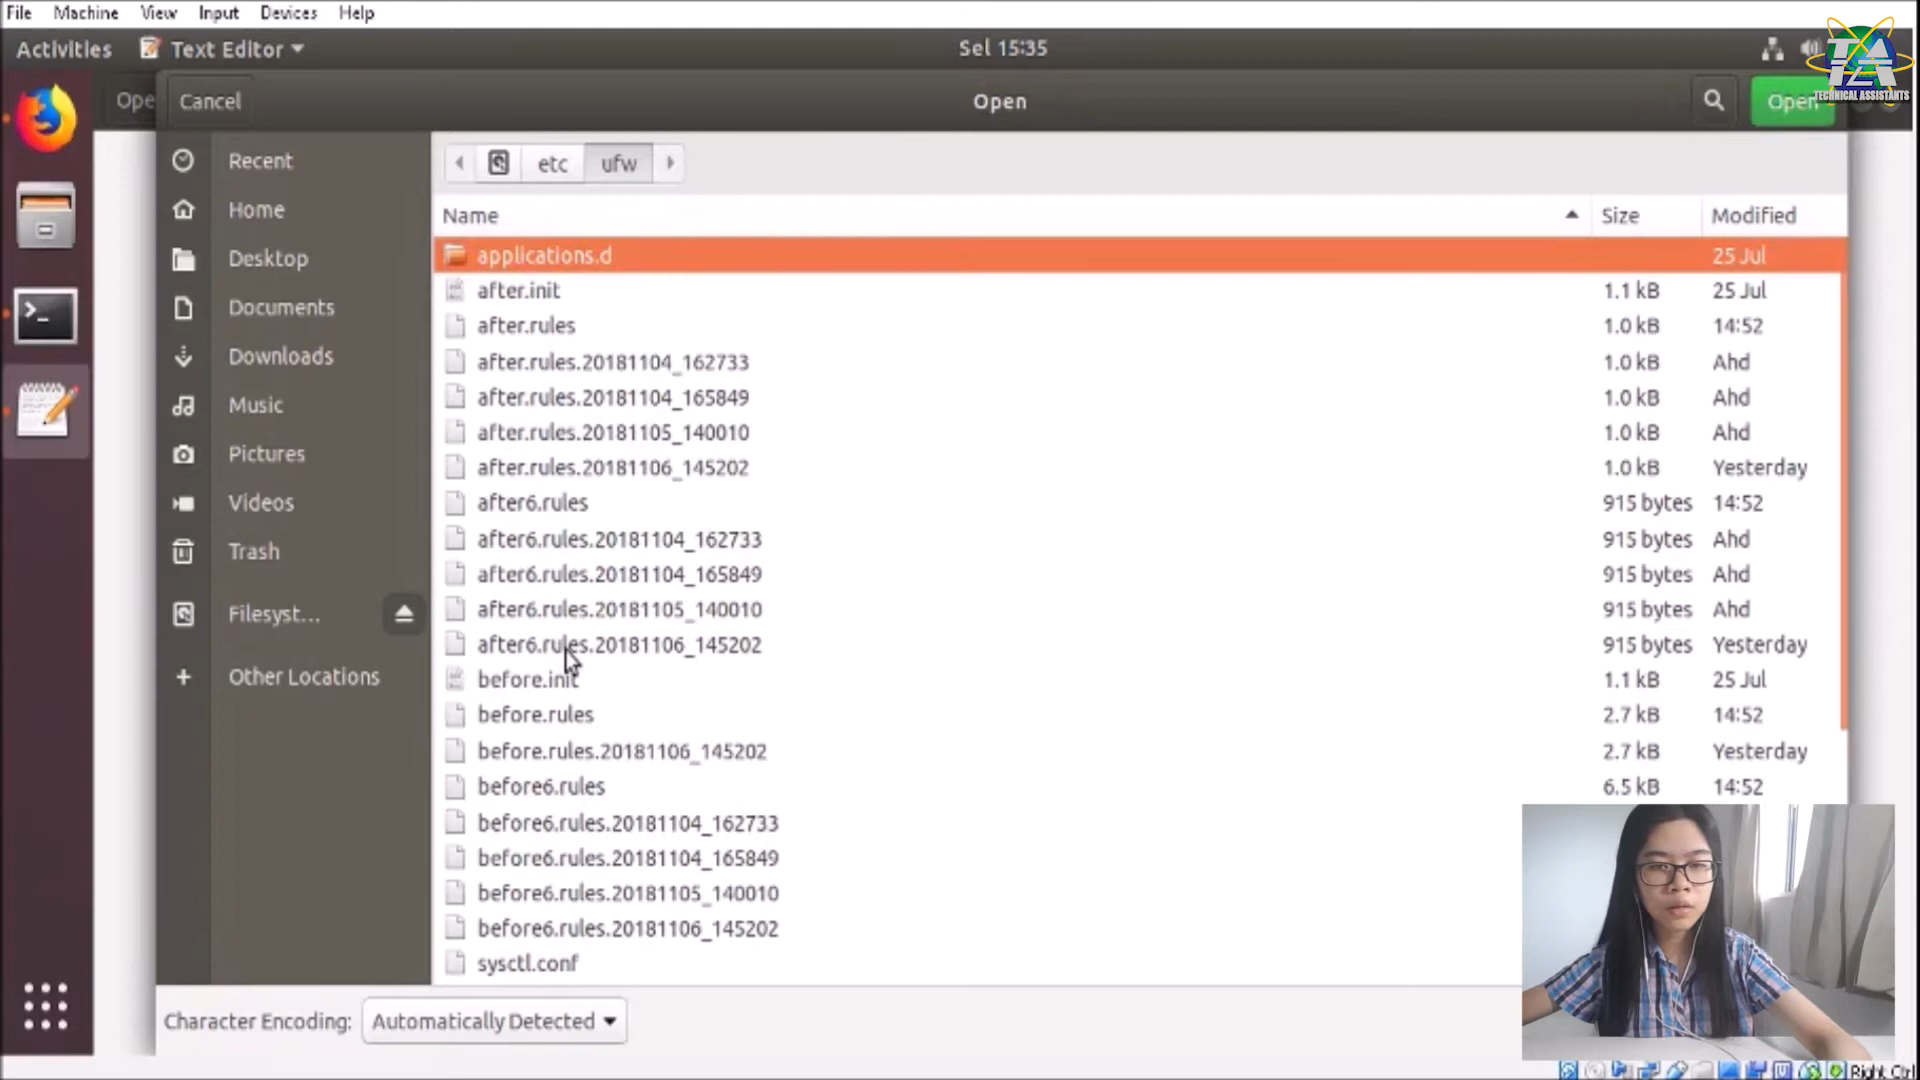 File Machine View Input Devices Help
Activities Text Editor Sel 15:35
TA
TECHNICAL ASSISTANTS
Ope Cancel Open Open
Recent
Home
Desktop
Documents
Downloads
Music
Pictures
Videos
Trash
Filesyst...
Other Locations
etc ufw
Name Size Modified
applications.d 25 Jul
after.init 1.1 kB 25 Jul
after.rules 1.0 kB 14:52
after.rules.20181104_162733 1.0 kB Ahd
after.rules.20181104_165849 1.0 kB Ahd
after.rules.20181105_140010 1.0 kB Ahd
after.rules.20181106_145202 1.0 kB Yesterday
after6.rules 915 bytes 14:52
after6.rules.20181104_162733 915 bytes Ahd
after6.rules.20181104_165849 915 bytes Ahd
after6.rules.20181105_140010 915 bytes Ahd
after6.rules.20181106_145202 915 bytes Yesterday
before.init 1.1 kB 25 Jul
before.rules 2.7 kB 14:52
before.rules.20181106_145202 2.7 kB Yesterday
before6.rules 6.5 kB 14:52
before6.rules.20181104_162733
before6.rules.20181104_165849
before6.rules.20181105_140010
before6.rules.20181106_145202
sysctl.conf
Character Encoding: Automatically Detected
Right Ctrl